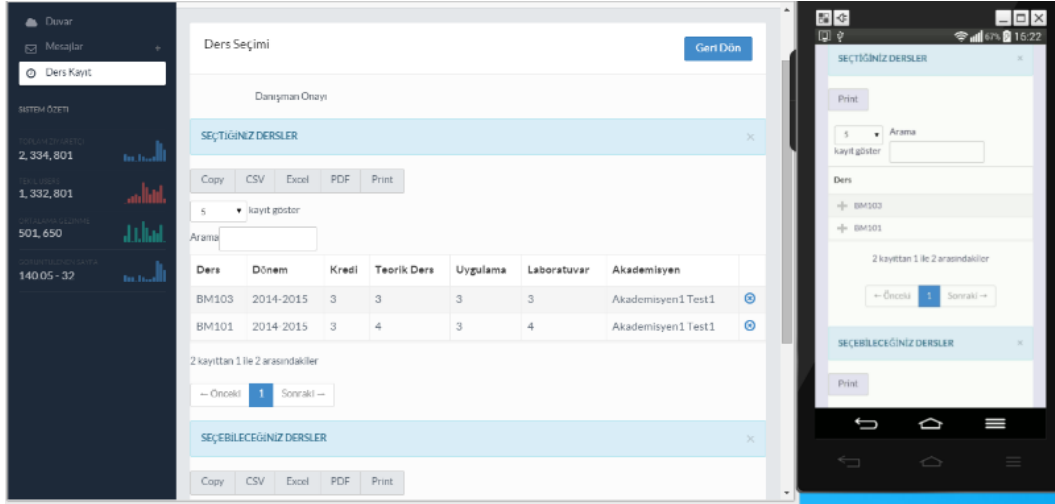 Duvar
Mesajlar
Ders Kayıt
SİSTEM ÖZETİ
2,334,801
1,332,801
501,650
140 05 - 32
Ders Seçimi
Geri Dön
Danışman Onayı
SEÇTİĞİNİZ DERSLER ×
Copy CSV Excel PDF Print
5 kayıt göster
Arama
Ders Dönem Kredi Teorik Ders Uygulama Laboratuvar Akademisyen
BM103 2014-2015 3 3 3 3 Akademisyen1 Test1
BM101 2014-2015 3 4 3 4 Akademisyen1 Test1
2 kayıttan 1 ile 2 arasındakiler
← Önceki 1 Sonraki →
SEÇEBİLECEĞİNİZ DERSLER ×
Copy CSV Excel PDF Print
67% 15:22
SEÇTİĞİNİZ DERSLER ×
Print
5 Arama
kayıt göster
Ders
BM103
BM101
2 kayıttan 1 ile 2 arasındakiler
← Önceki 1 Sonraki →
SEÇEBİLECEĞİNİZ DERSLER ×
Print